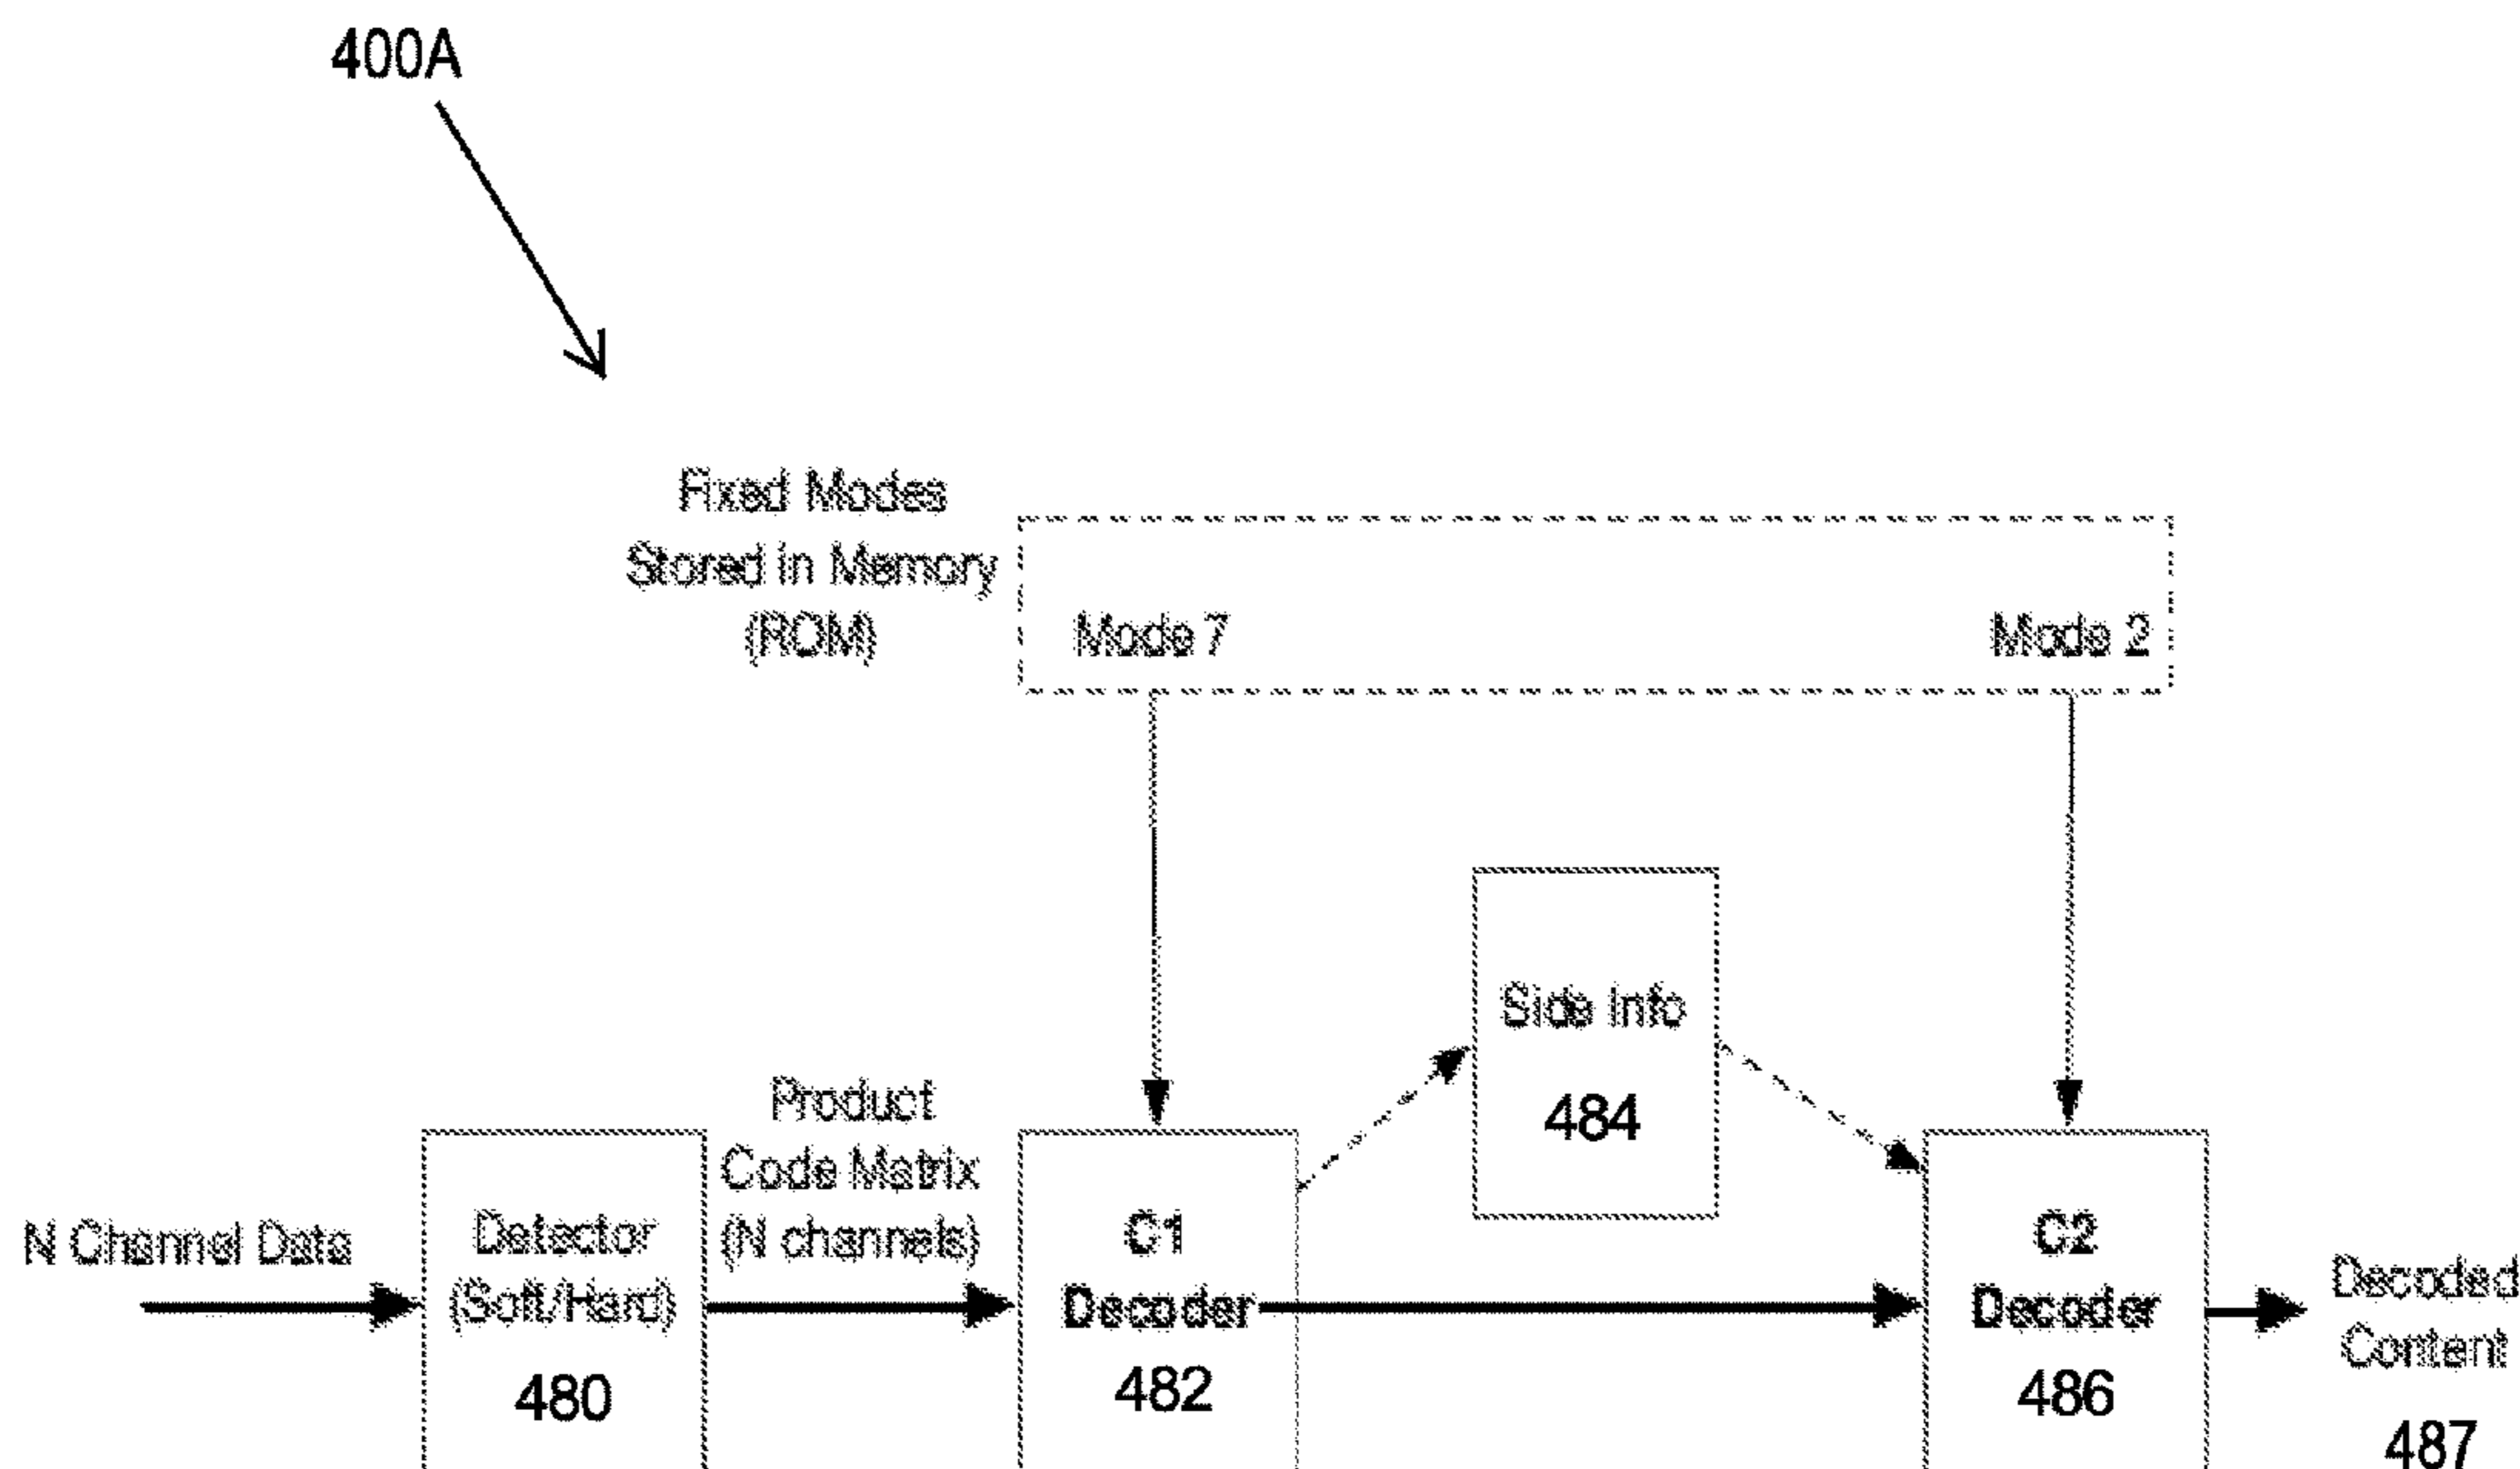 400A
Fixed Modes
Stored in Memory
(ROM)
Mode 7
Mode 2
Side Info
484
Product
Code Matrix
(N channels)
N Channel Data
Detector
(Soft/Hard)
480
C1
Decoder
482
C2
Decoder
486
Decoded
Content
487